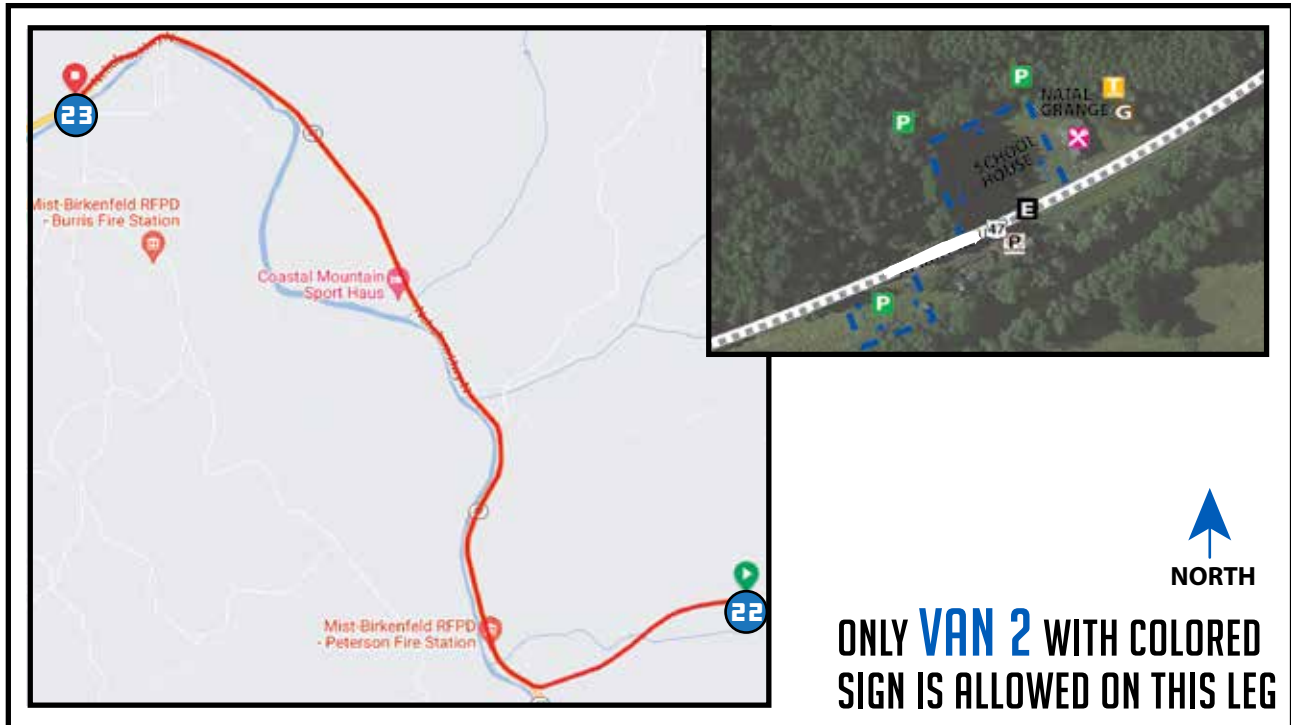 23
Mist-Birkenfeld RFPD
- Burris Fire Station
Coastal Mountain
Sport Haus
Mist-Birkenfeld RFPD
- Peterson Fire Station
22
P
P
NATAL
GRANGE
T
G
SCHOOL
HOUSE
E
47
P
P
NORTH
ONLY VAN 2 WITH COLORED
SIGN IS ALLOWED ON THIS LEG